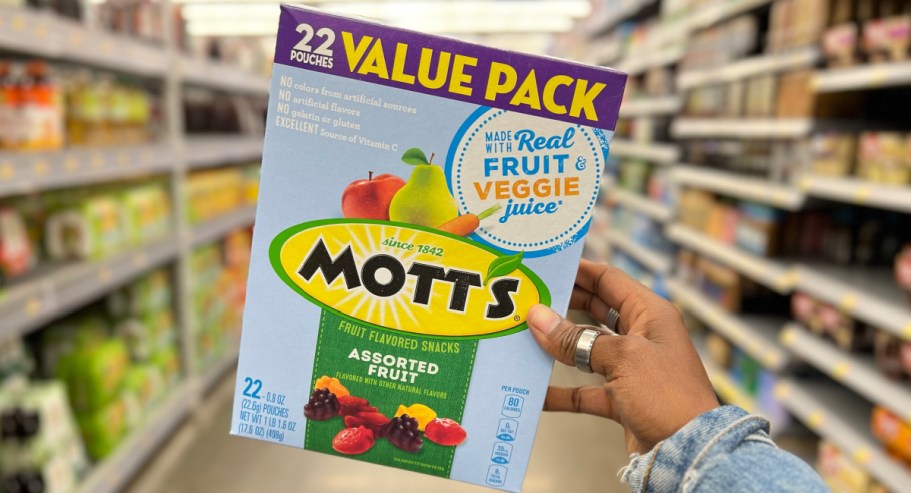 22
POUCHES
VALUE PACK
NO colors from artificial sources
NO artificial flavors
NO gelatin or gluten
EXCELLENT Source of Vitamin C
MADE
WITH Real
FRUIT &
VEGGIE
juice*
since 1842
MOTT'S®
FRUIT FLAVORED SNACKS
ASSORTED
FRUIT
FLAVORED WITH OTHER NATURAL FLAVORS
22 - 0.8 OZ
(22.6g) POUCHES
NET WT 1 LB 1.6 OZ
(17.6 OZ) (498g)
PER POUCH
80
CALORIES